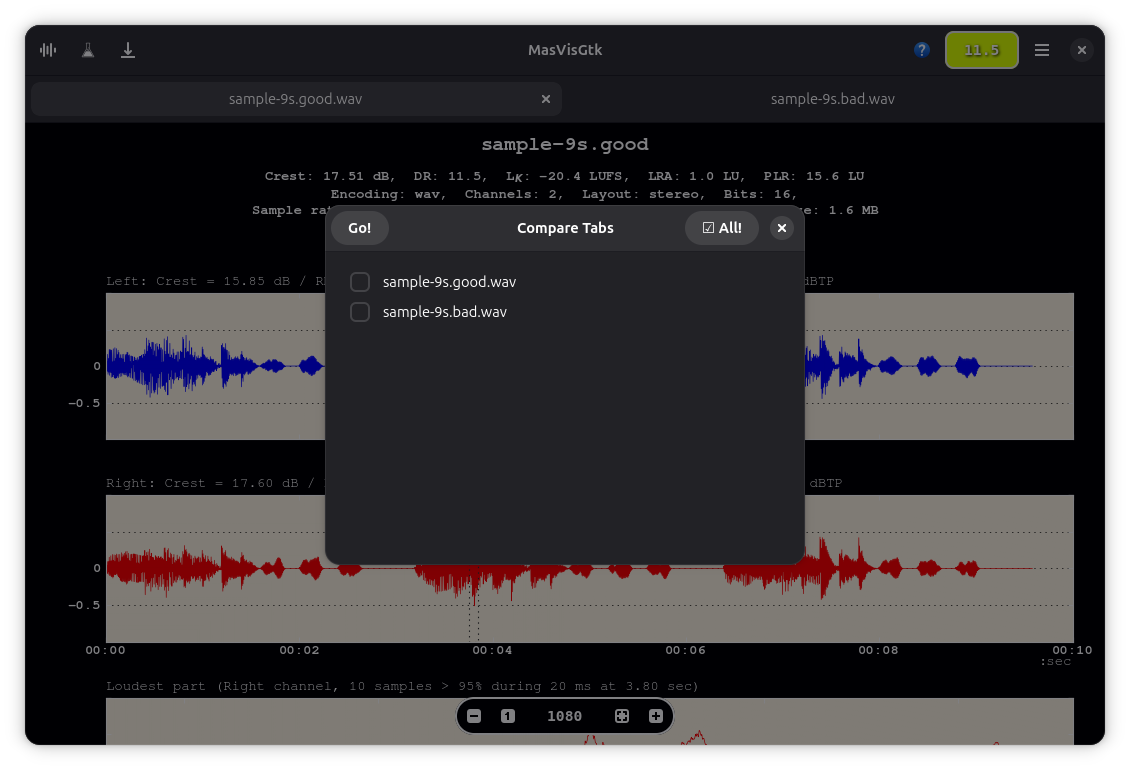 MasVisGtk
?
11.5
sample-9s.good.wav
sample-9s.bad.wav
sample-9s.good
Crest: 17.51 dB, DR: 11.5, LK: -20.4 LUFS, LRA: 1.0 LU, PLR: 15.6 LU
Encoding: wav, Channels: 2, Layout: stereo, Bits: 16,
Sample 1.6 MB
Go!
Compare Tabs
☑ All!
sample-9s.good.wav
sample-9s.bad.wav
Left: Crest = 15.85 dB / dBTP
0
-0.5
Right: Crest = 17.60 dB / dBTP
0
-0.5
00:00 00:02 00:04 00:06 00:08 00:10
:sec
Loudest part (Right channel, 10 samples > 95% during 20 ms at 3.80 sec)
1 1080